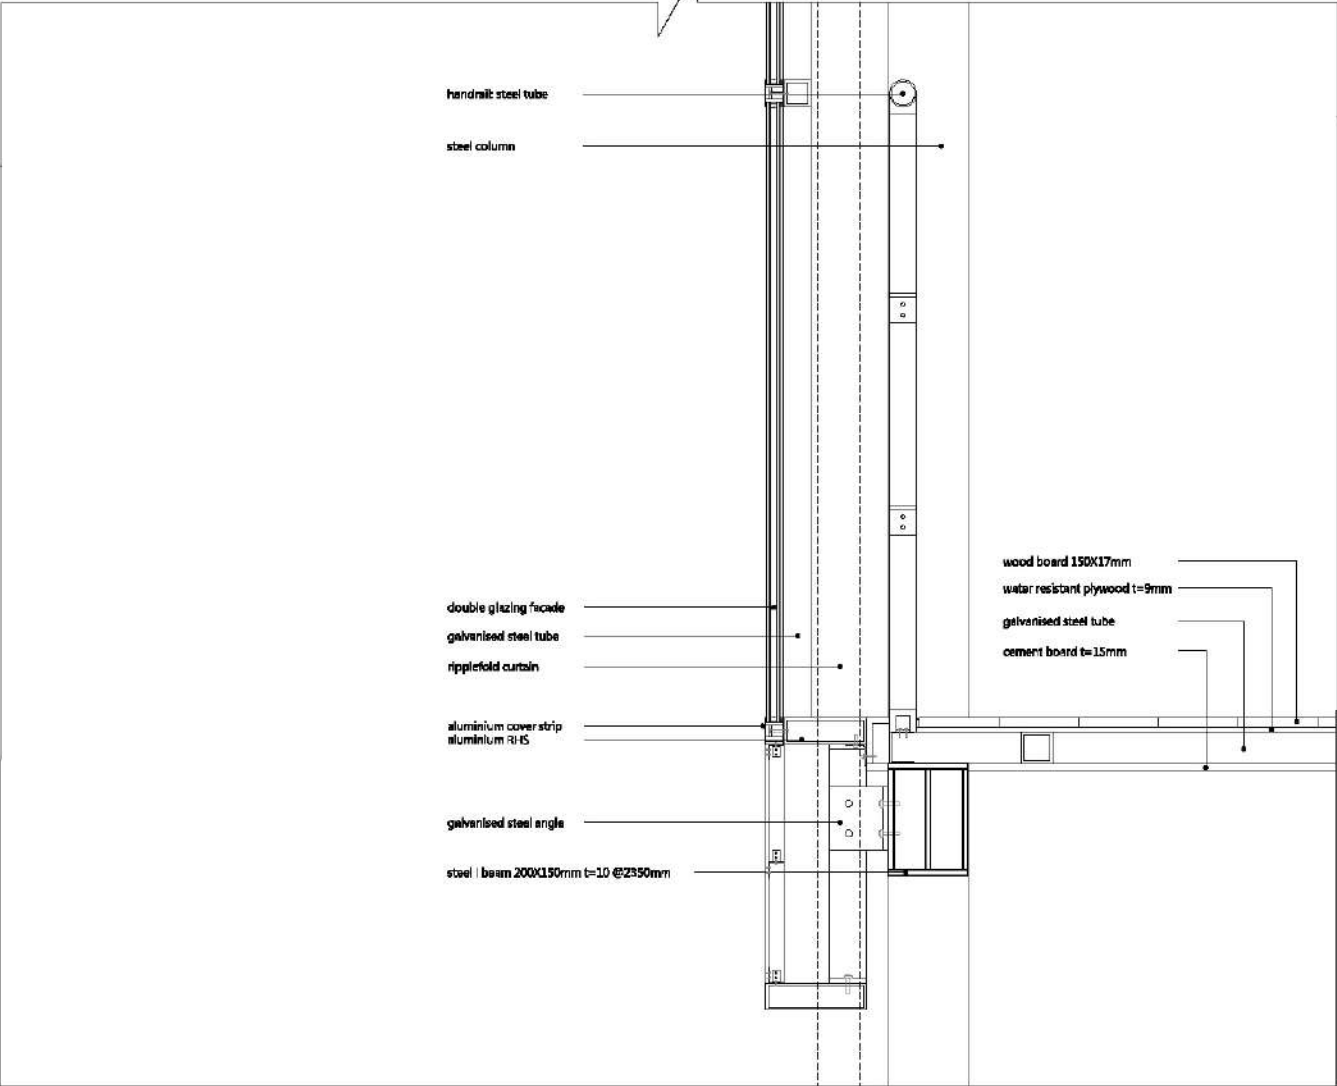 handrail: steel tube
steel column
wood board 150X17mm
water resistant plywood t=9mm
double glazing facade
galvanised steel tube
galvanised steel tube
cement board t=15mm
ripplefold curtain
aluminium cover strip
aluminium RHS
galvanised steel angle
steel I beam 200X150mm t=10 @2350mm